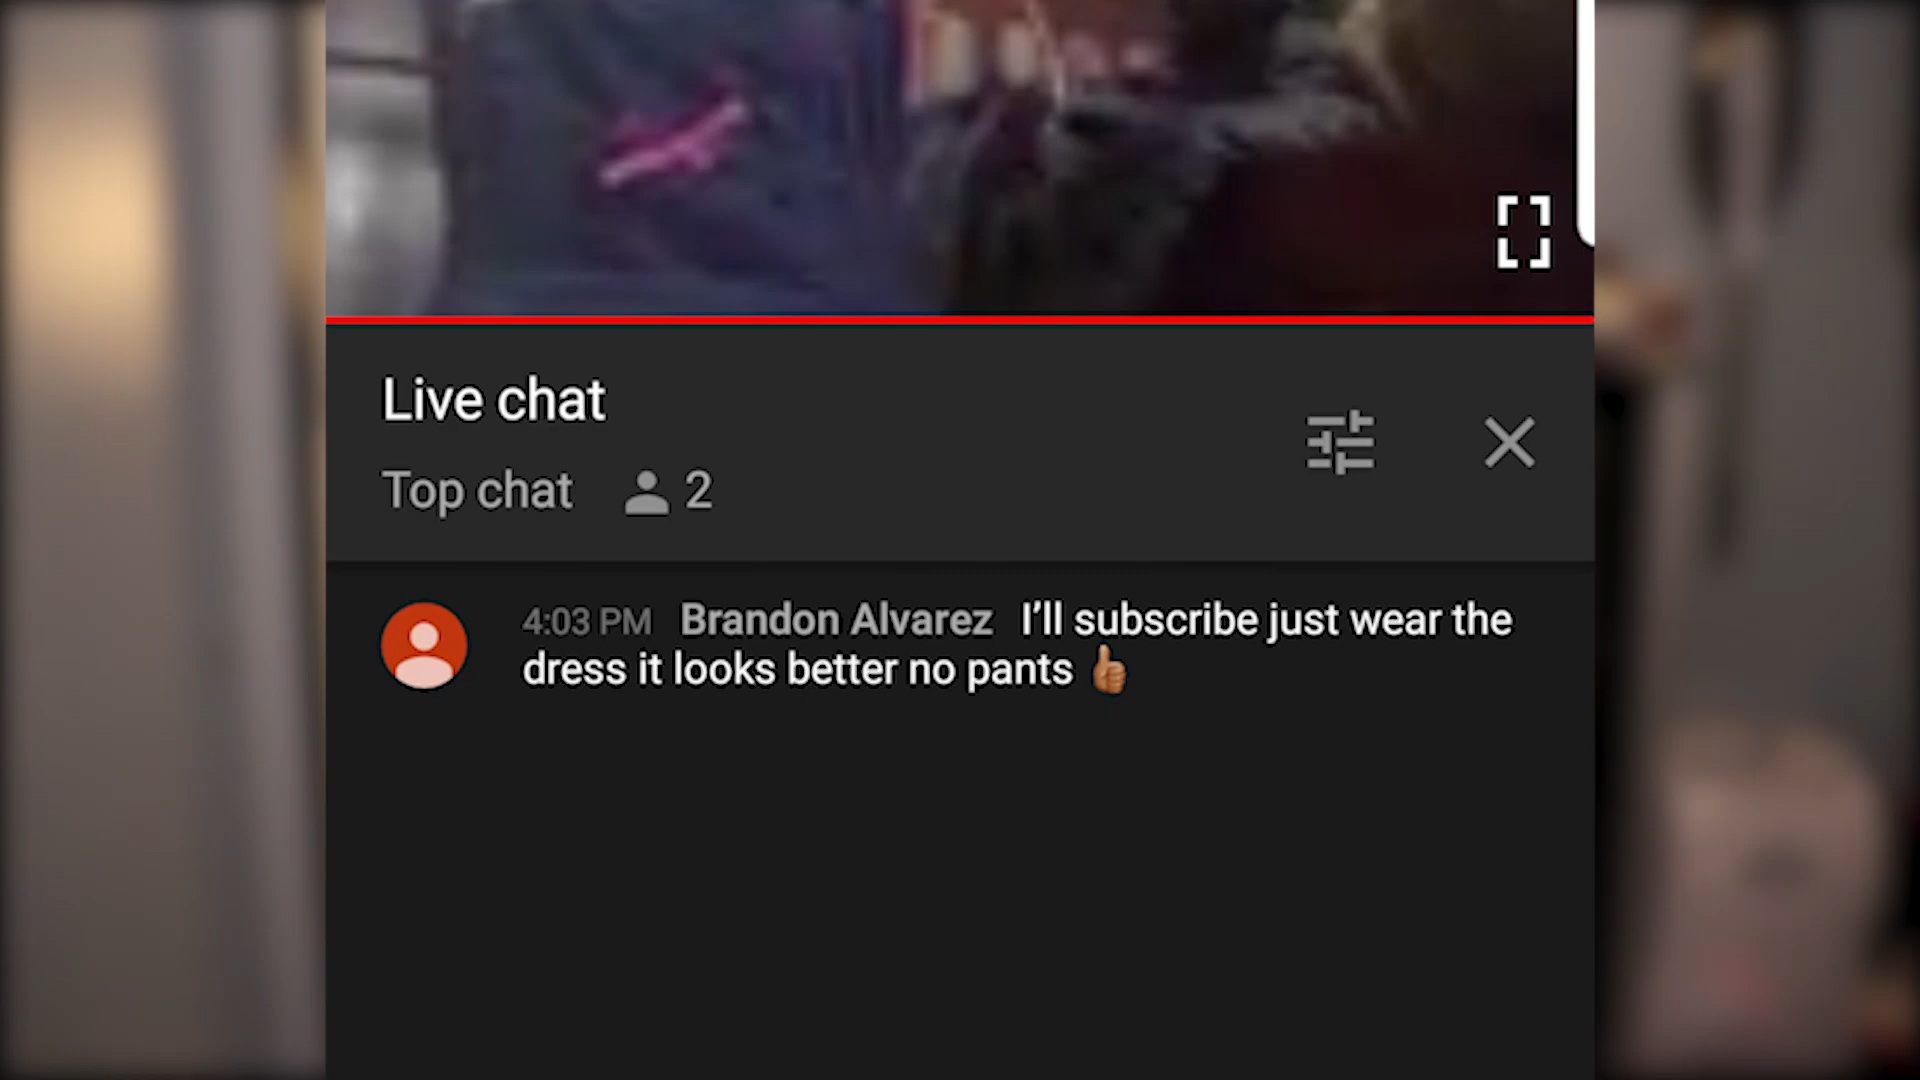 Live chat
Top chat 2
4:03 PM Brandon Alvarez I’ll subscribe just wear the
dress it looks better no pants 👍🏾